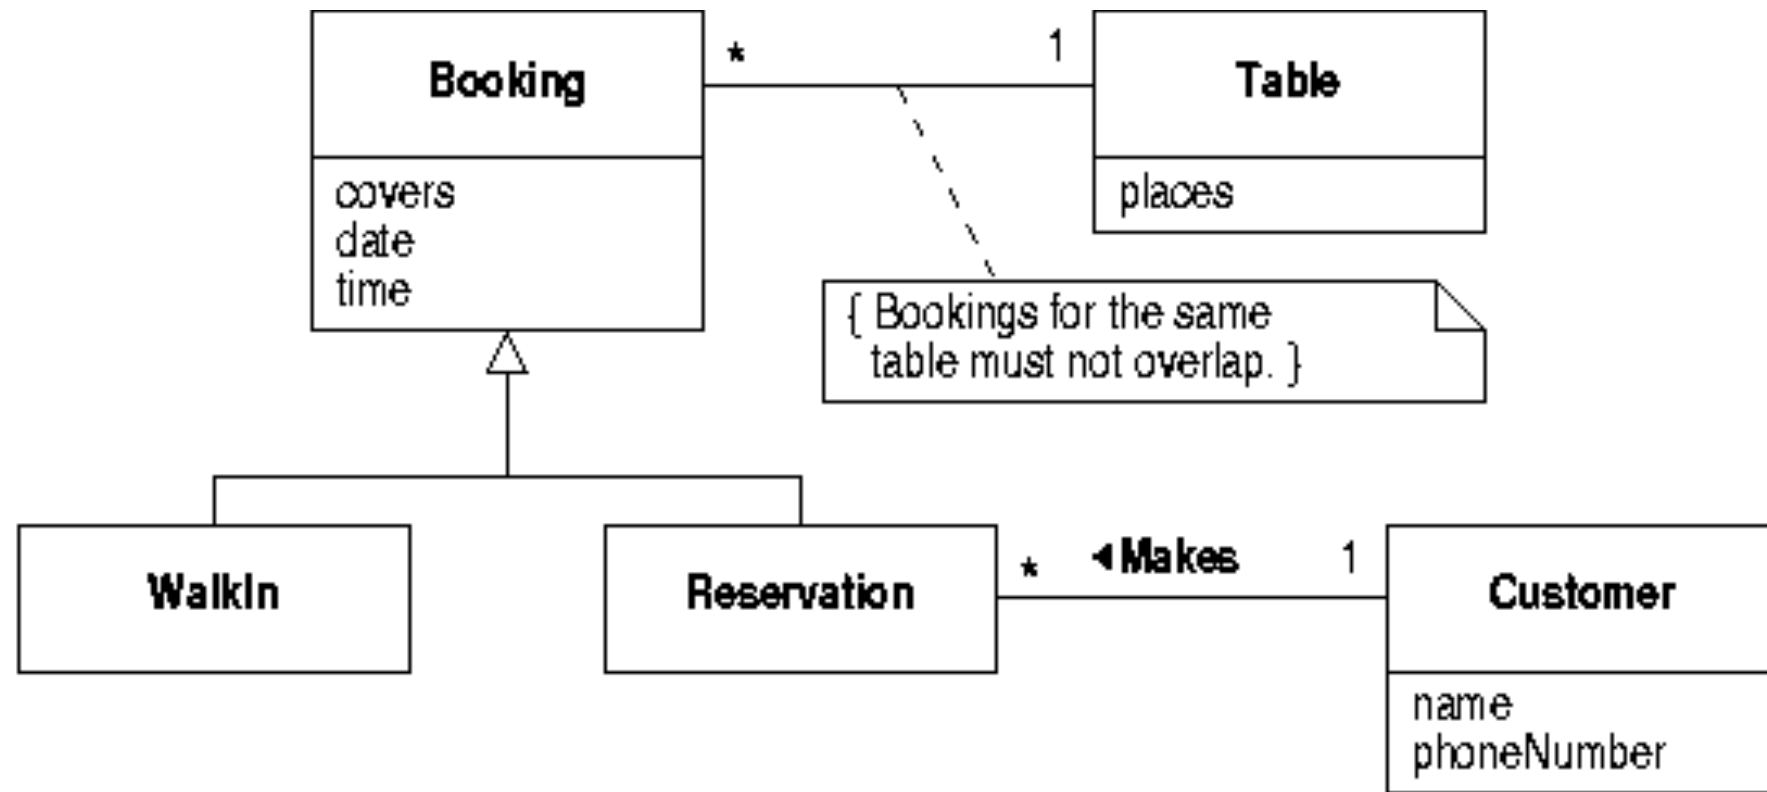 Booking
* 1
Table
covers
date
time
places
{ Bookings for the same
table must not overlap. }
WalkIn
Reservation
* ◄Makes 1
Customer
name
phoneNumber